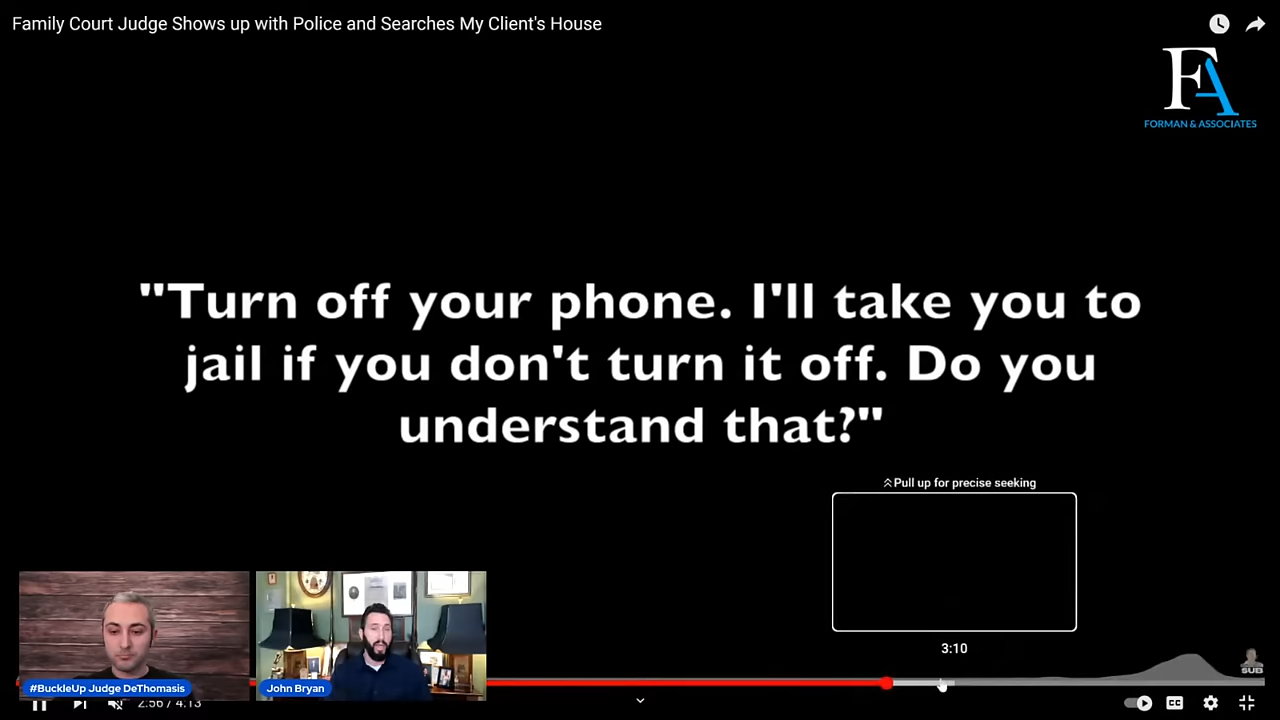 Family Court Judge Shows up with Police and Searches My Client's House
FA
FORMAN & ASSOCIATES
"Turn off your phone. I'll take you to
jail if you don't turn it off. Do you
understand that?"
Pull up for precise seeking
3:10
SUB
#BuckleUp Judge DeThomasis
John Bryan
2:56 / 4:13
CC